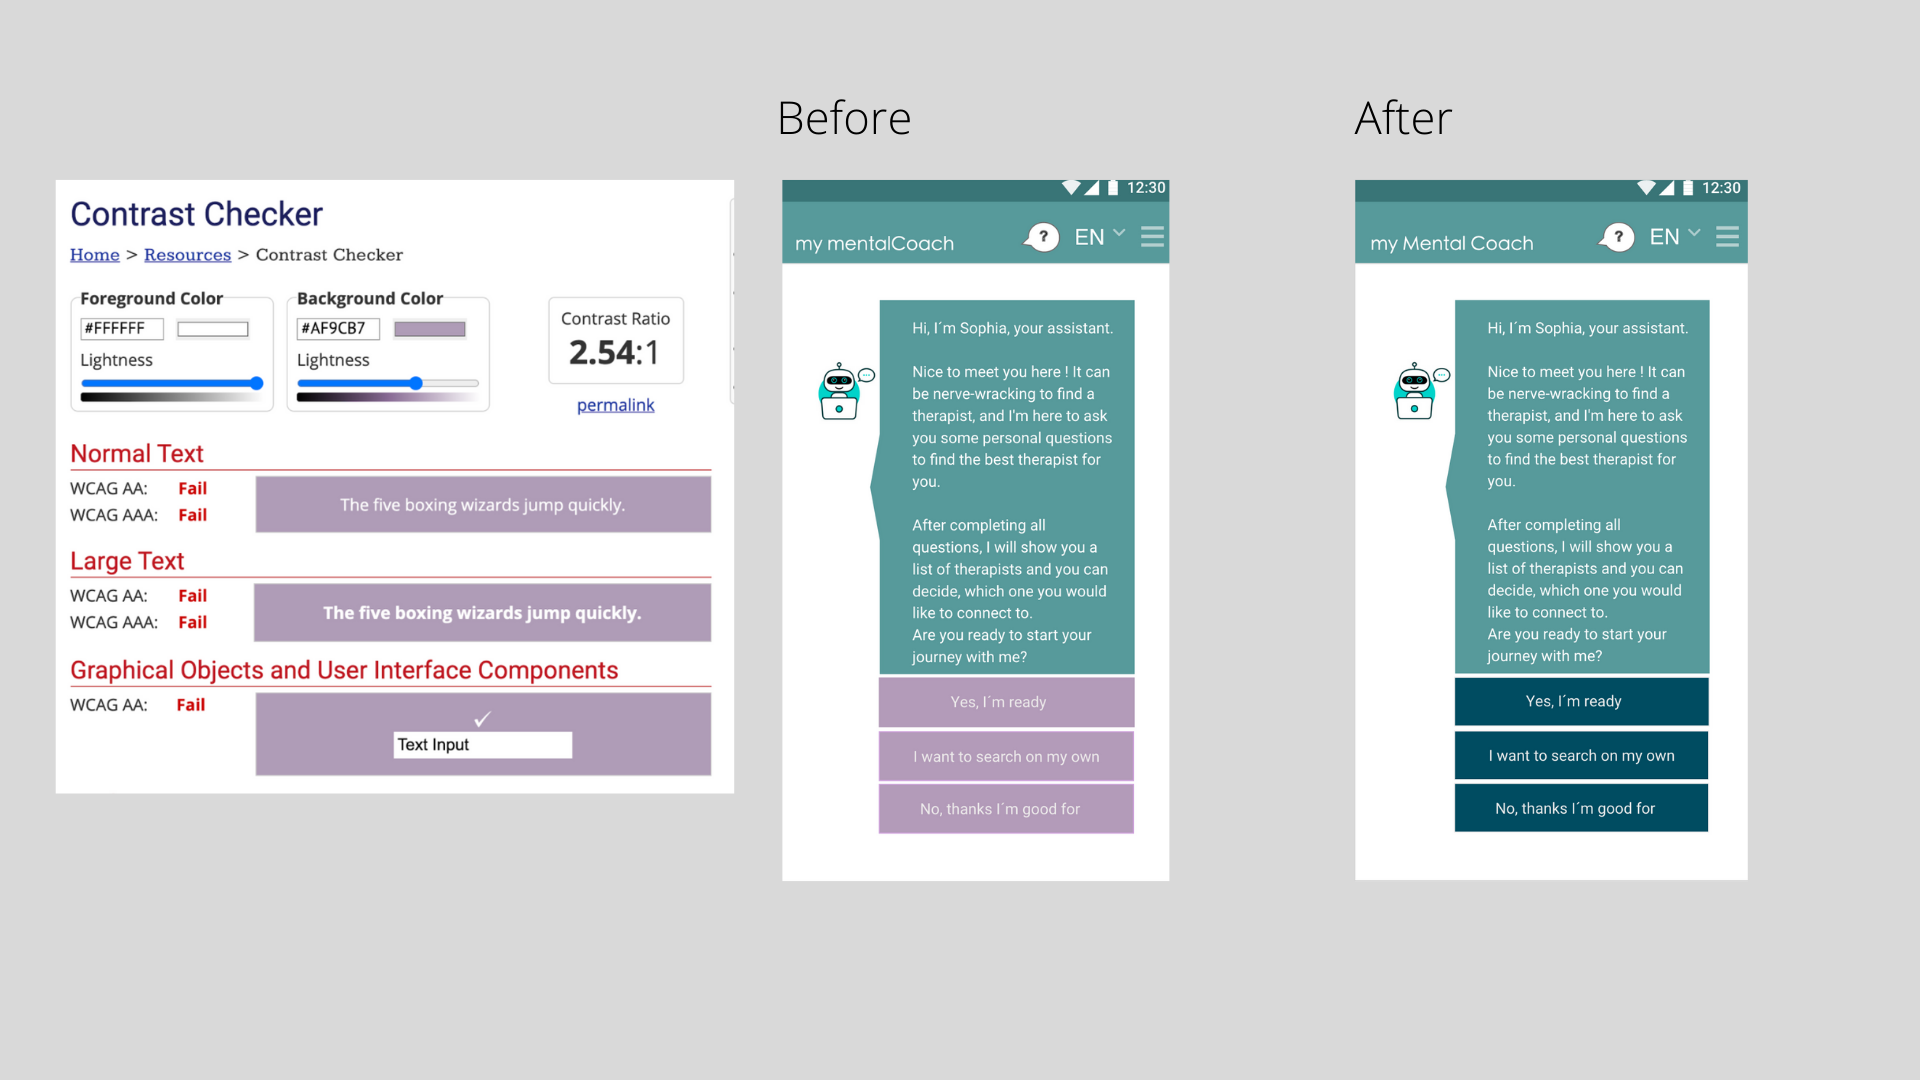 Before
After
Contrast Checker
Home > Resources > Contrast Checker
Foreground Color
#FFFFFF
Lightness
Background Color
#AF9CB7
Lightness
Contrast Ratio
2.54:1
permalink
Normal Text
WCAG AA: Fail
WCAG AAA: Fail
The five boxing wizards jump quickly.
Large Text
WCAG AA: Fail
WCAG AAA: Fail
The five boxing wizards jump quickly.
Graphical Objects and User Interface Components
WCAG AA: Fail
✓
Text Input
12:30
my mentalCoach
?
EN
Hi, I´m Sophia, your assistant.
Nice to meet you here ! It can
be nerve-wracking to find a
therapist, and I'm here to ask
you some personal questions
to find the best therapist for
you.
After completing all
questions, I will show you a
list of therapists and you can
decide, which one you would
like to connect to.
Are you ready to start your
journey with me?
Yes, I´m ready
I want to search on my own
No, thanks I´m good for
12:30
my Mental Coach
?
EN
Hi, I´m Sophia, your assistant.
Nice to meet you here ! It can
be nerve-wracking to find a
therapist, and I'm here to ask
you some personal questions
to find the best therapist for
you.
After completing all
questions, I will show you a
list of therapists and you can
decide, which one you would
like to connect to.
Are you ready to start your
journey with me?
Yes, I´m ready
I want to search on my own
No, thanks I´m good for